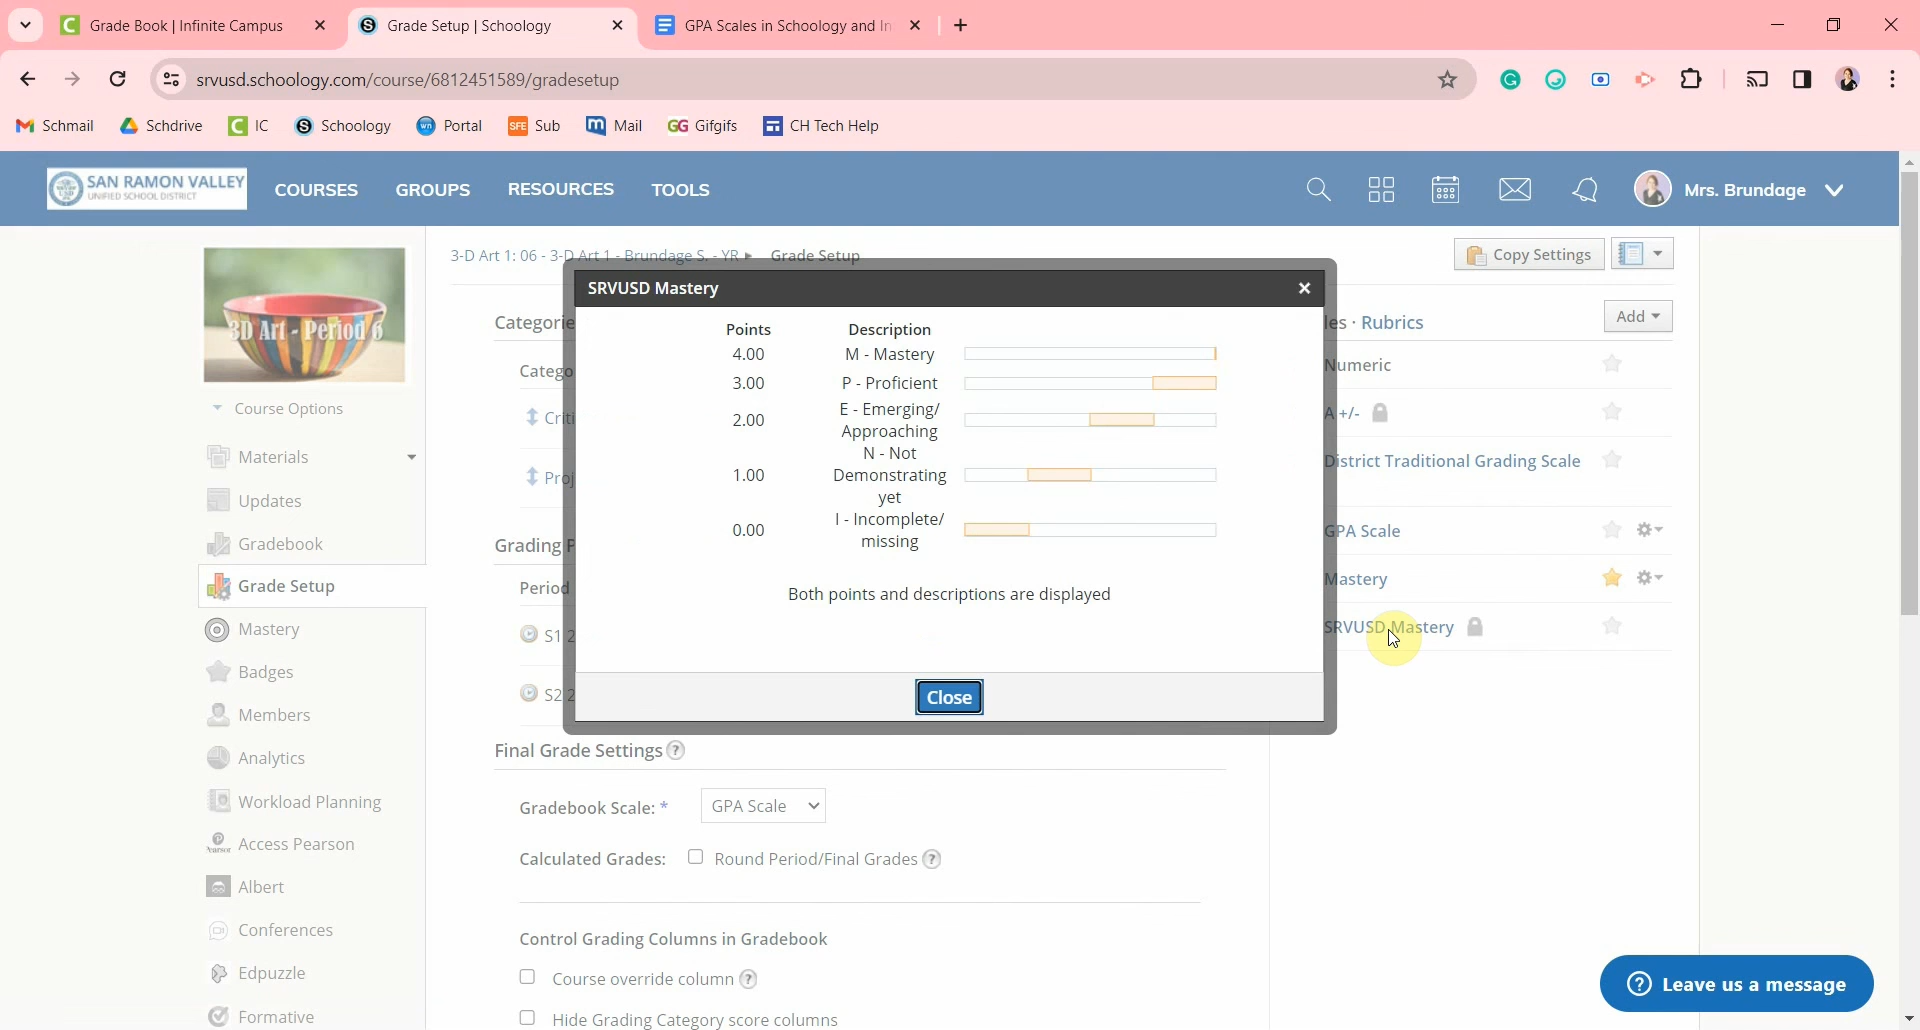 Grade Book | Infinite Campus
Grade Setup | Schoology
GPA Scales in Schoology and In
srvusd.schoology.com/course/6812451589/gradesetup
Schmail Schdrive IC Schoology Portal Sub Mail Gifgifs CH Tech Help
SAN RAMON VALLEY
UNIFIED SCHOOL DISTRICT
COURSES GROUPS RESOURCES TOOLS
Mrs. Brundage
3D Art - Period 6
Course Options
Materials
Updates
Gradebook
Grade Setup
Mastery
Badges
Members
Analytics
Workload Planning
Access Pearson
Albert
Conferences
Edpuzzle
Formative
3-D Art 1: 06 - 3-D Art 1 - Brundage S. - YR ▸ Grade Setup
Copy Settings
Categorie
Catego
Criti
Proj
Grading P
Period
S1 2
S2 2
SRVUSD Mastery
Points Description
4.00 M - Mastery
3.00 P - Proficient
2.00 E - Emerging/
Approaching
1.00 N - Not
Demonstrating
yet
0.00 I - Incomplete/
missing
Both points and descriptions are displayed
Close
les · Rubrics
Add
Numeric
A +/-
District Traditional Grading Scale
GPA Scale
Mastery
SRVUSD Mastery
Final Grade Settings ?
Gradebook Scale: * GPA Scale
Calculated Grades: Round Period/Final Grades ?
Control Grading Columns in Gradebook
Course override column ?
Hide Grading Category score columns
Leave us a message